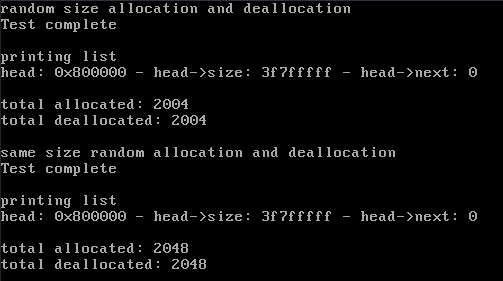 random size allocation and deallocation
Test complete
printing list
head: 0x800000 - head->size: 3f7fffff - head->next: 0
total allocated: 2004
total deallocated: 2004
same size random allocation and deallocation
Test complete
printing list
head: 0x800000 - head->size: 3f7fffff - head->next: 0
total allocated: 2048
total deallocated: 2048